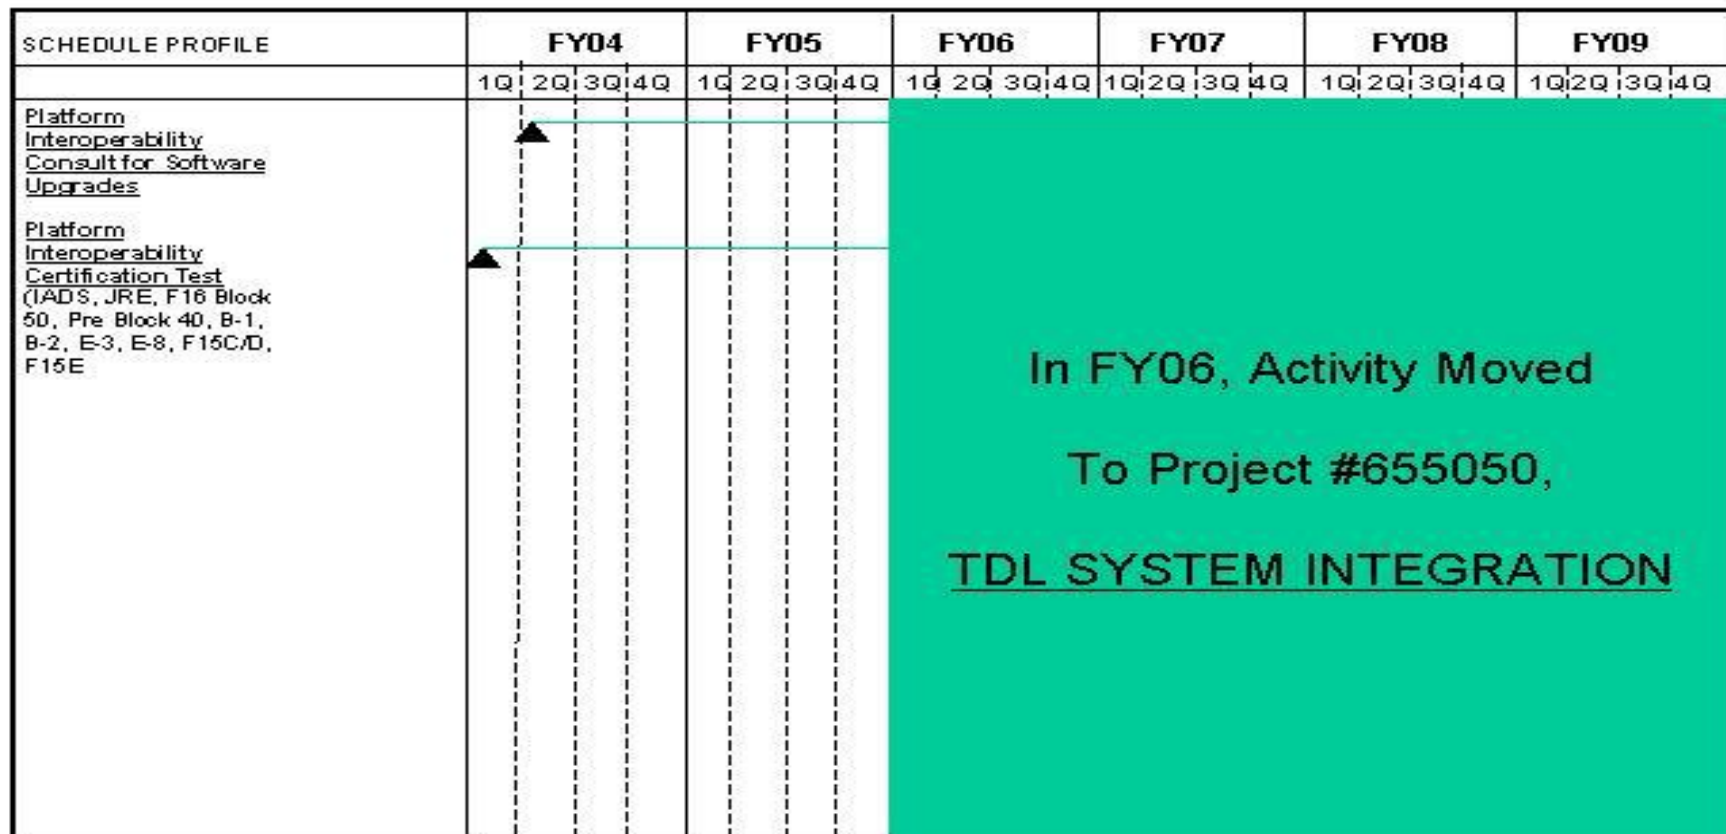 SCHEDULE PROFILE FY04 FY05 FY06 FY07 FY08 FY09
1Q 2Q 3Q 4Q 1Q 2Q 3Q 4Q 1Q 2Q 3Q 4Q 1Q 2Q 3Q 4Q 1Q 2Q 3Q 4Q 1Q 2Q 3Q 4Q
Platform
Interoperability
Consult for Software
Upgrades
Platform
Interoperability
Certification Test
(IADS, JRE, F16 Block
50, Pre Block 40, B-1,
B-2, E-3, E-8, F15C/D,
F15E
In FY06, Activity Moved
To Project #655050,
TDL SYSTEM INTEGRATION